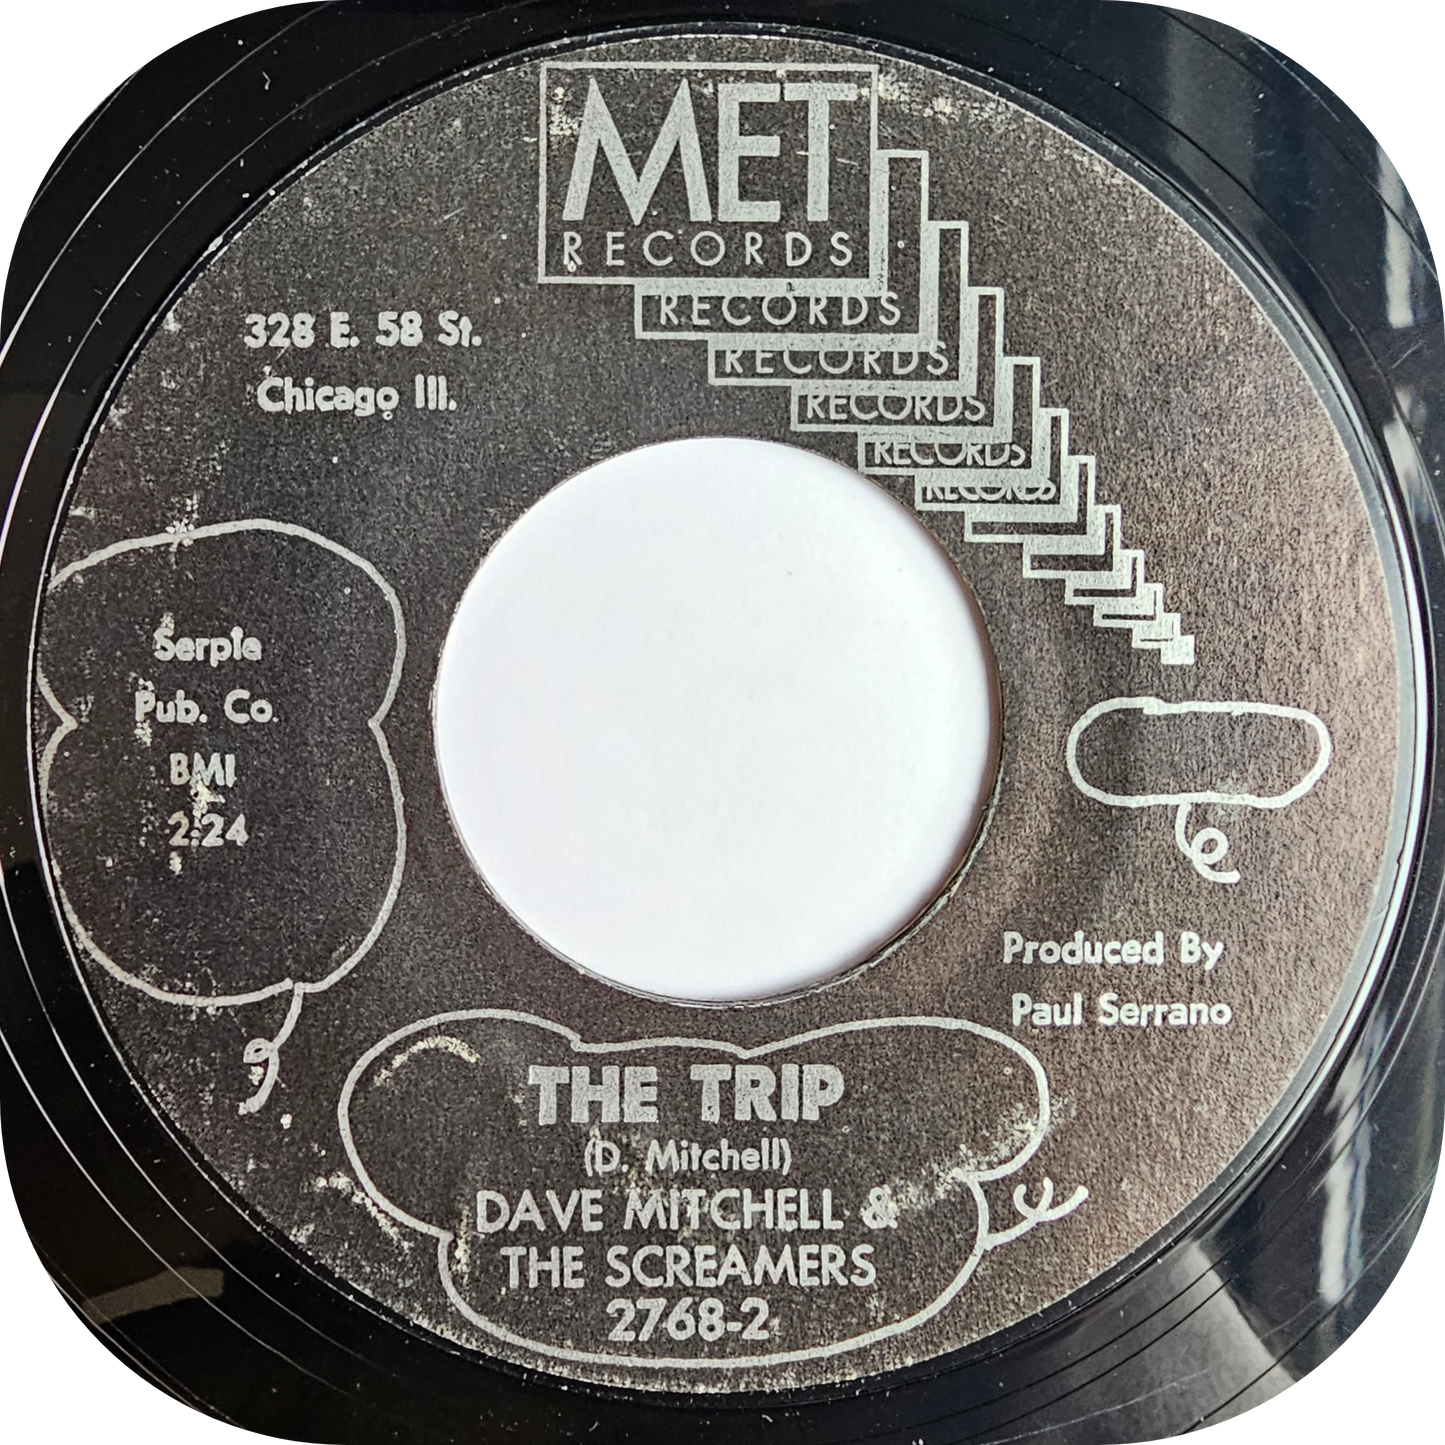 MET
RECORDS
RECORDS
RECORDS
RECORDS
RECORDS
RECORDS
328 E. 58 St.
Chicago Ill.
Serple
Pub. Co.
BMI
2:24
Produced By
Paul Serrano
THE TRIP
(D. Mitchell)
DAVE MITCHELL &
THE SCREAMERS
2768-2